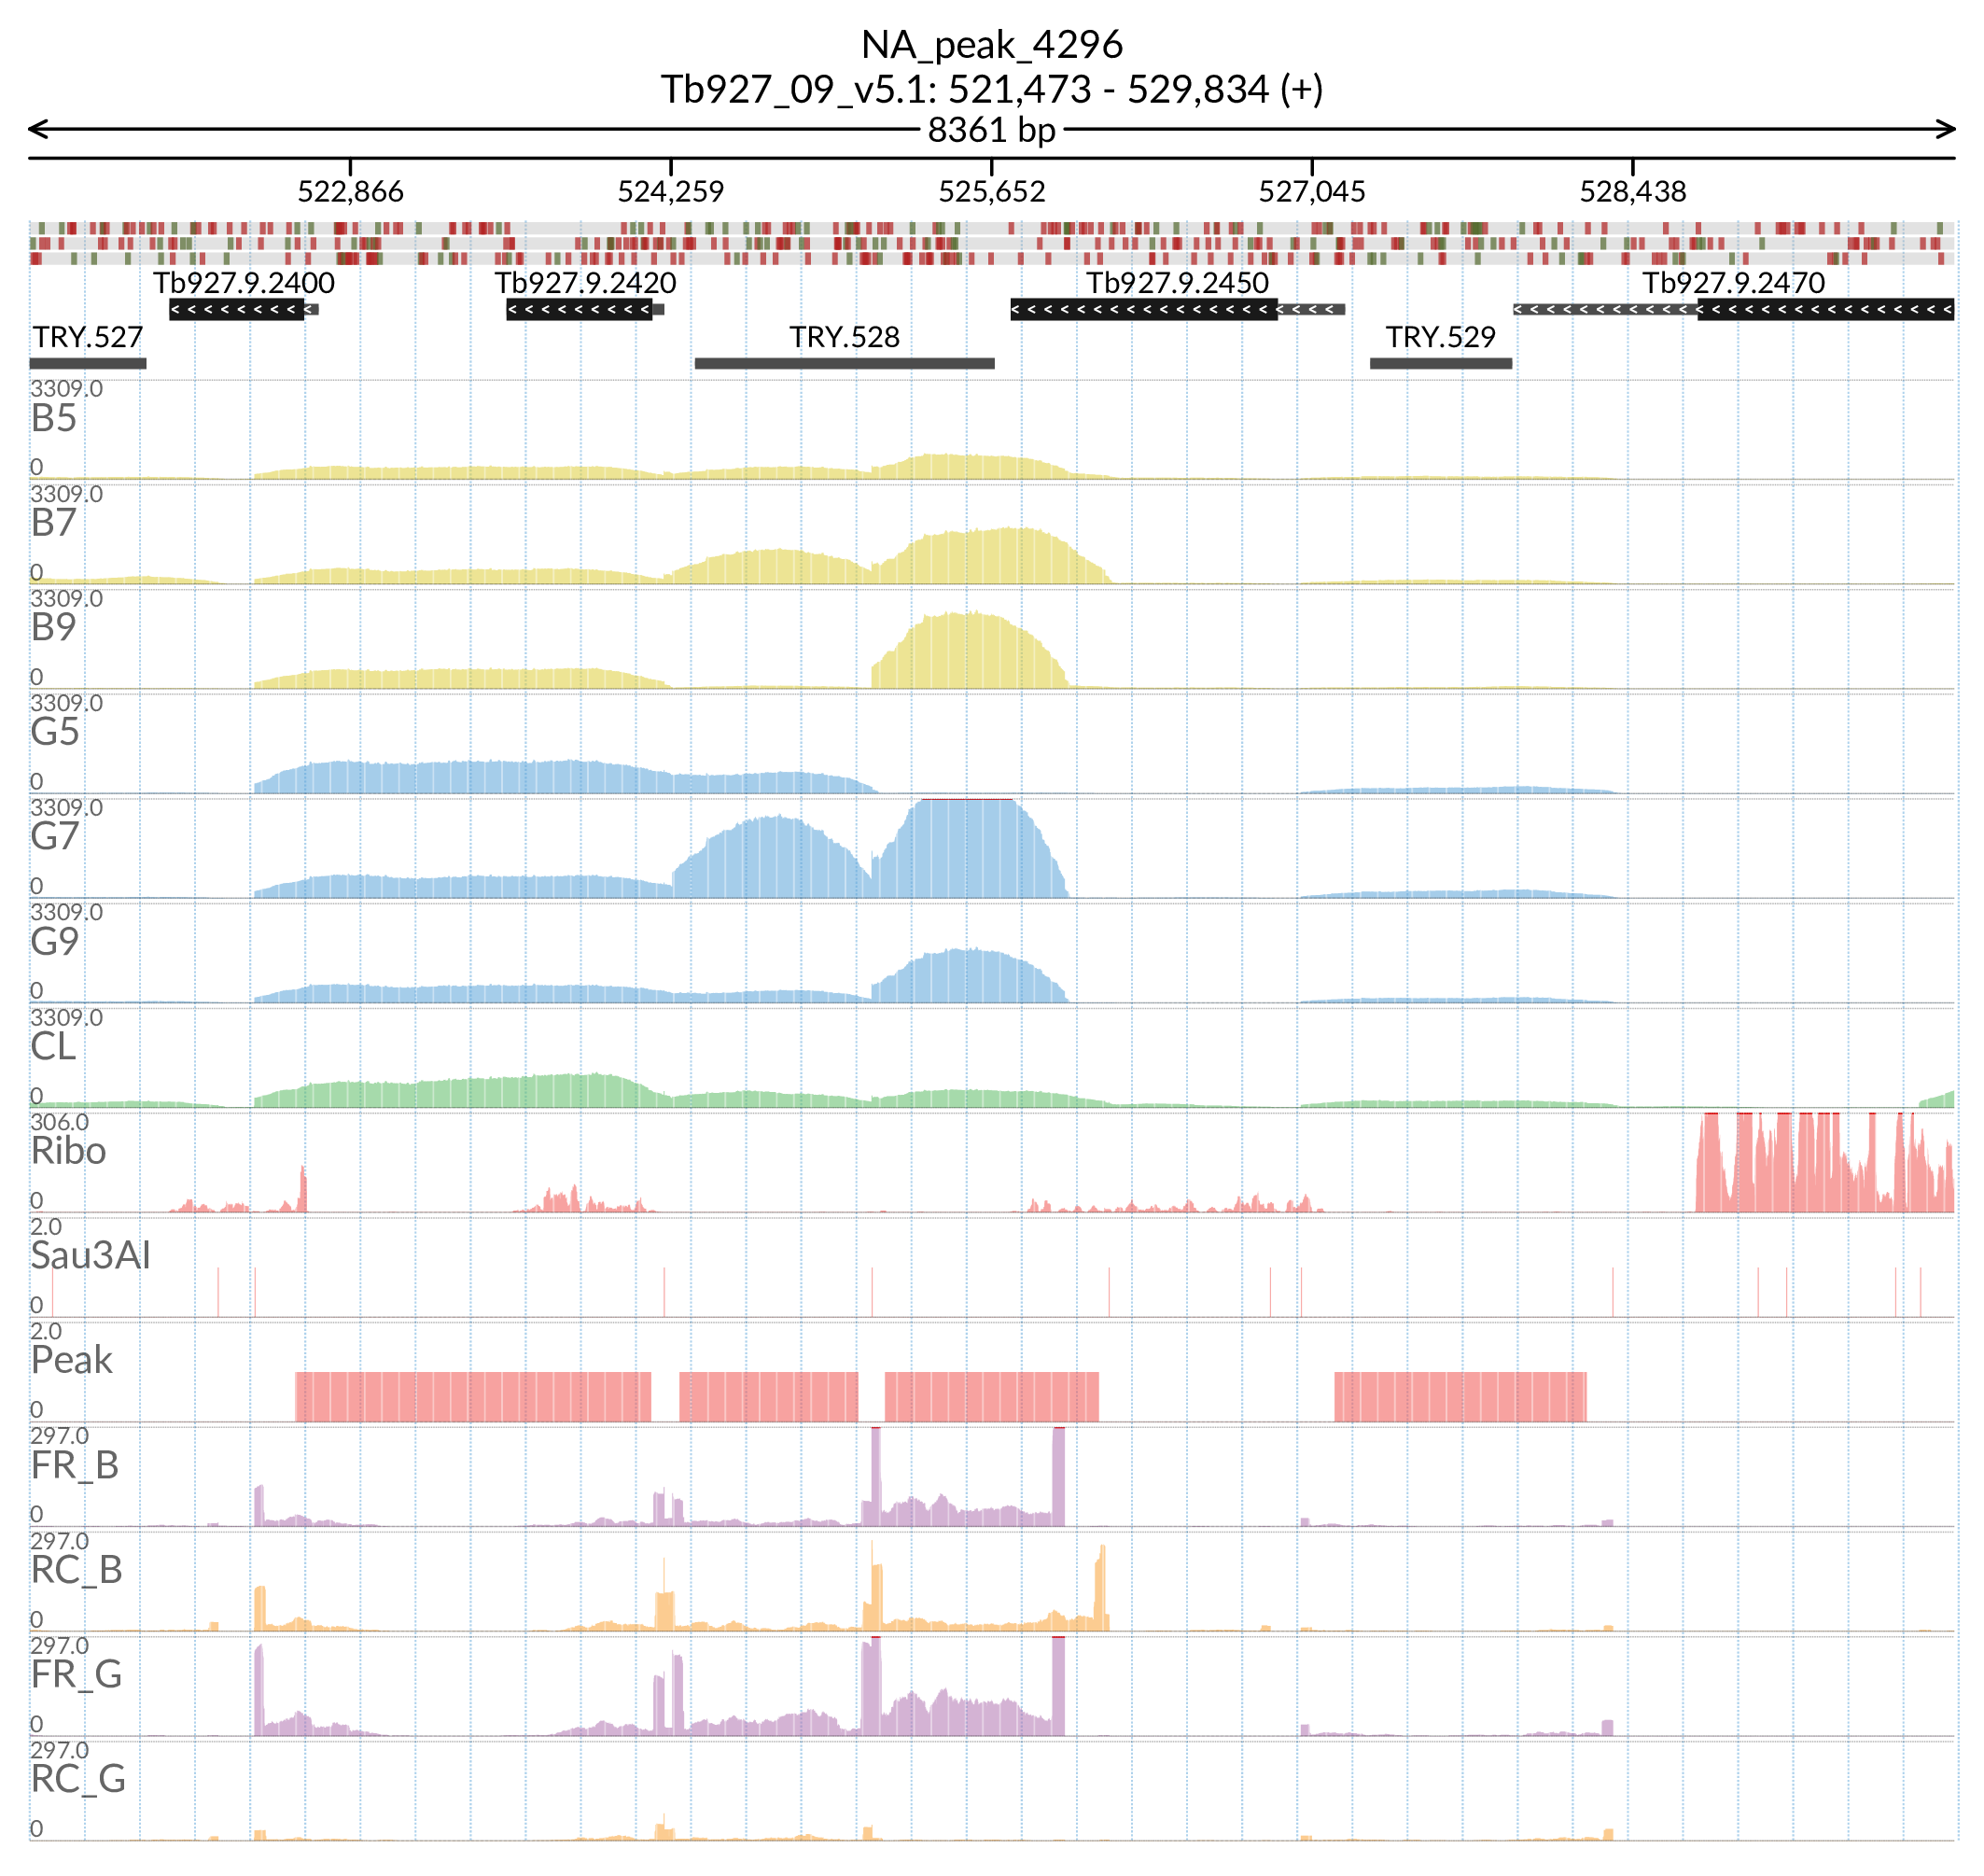 NA_peak_4296
Tb927_09_v5.1: 521,473 - 529,834 (+)
8361 bp
522,866 524,259 525,652 527,045 528,438
Tb927.9.2400 Tb927.9.2420 Tb927.9.2450 Tb927.9.2470
TRY.527 TRY.528 TRY.529
3309.0
B5
0
3309.0
B7
0
3309.0
B9
0
3309.0
G5
0
3309.0
G7
0
3309.0
G9
0
3309.0
CL
0
306.0
Ribo
0
2.0
Sau3AI
0
2.0
Peak
0
297.0
FR_B
0
297.0
RC_B
0
297.0
FR_G
0
297.0
RC_G
0